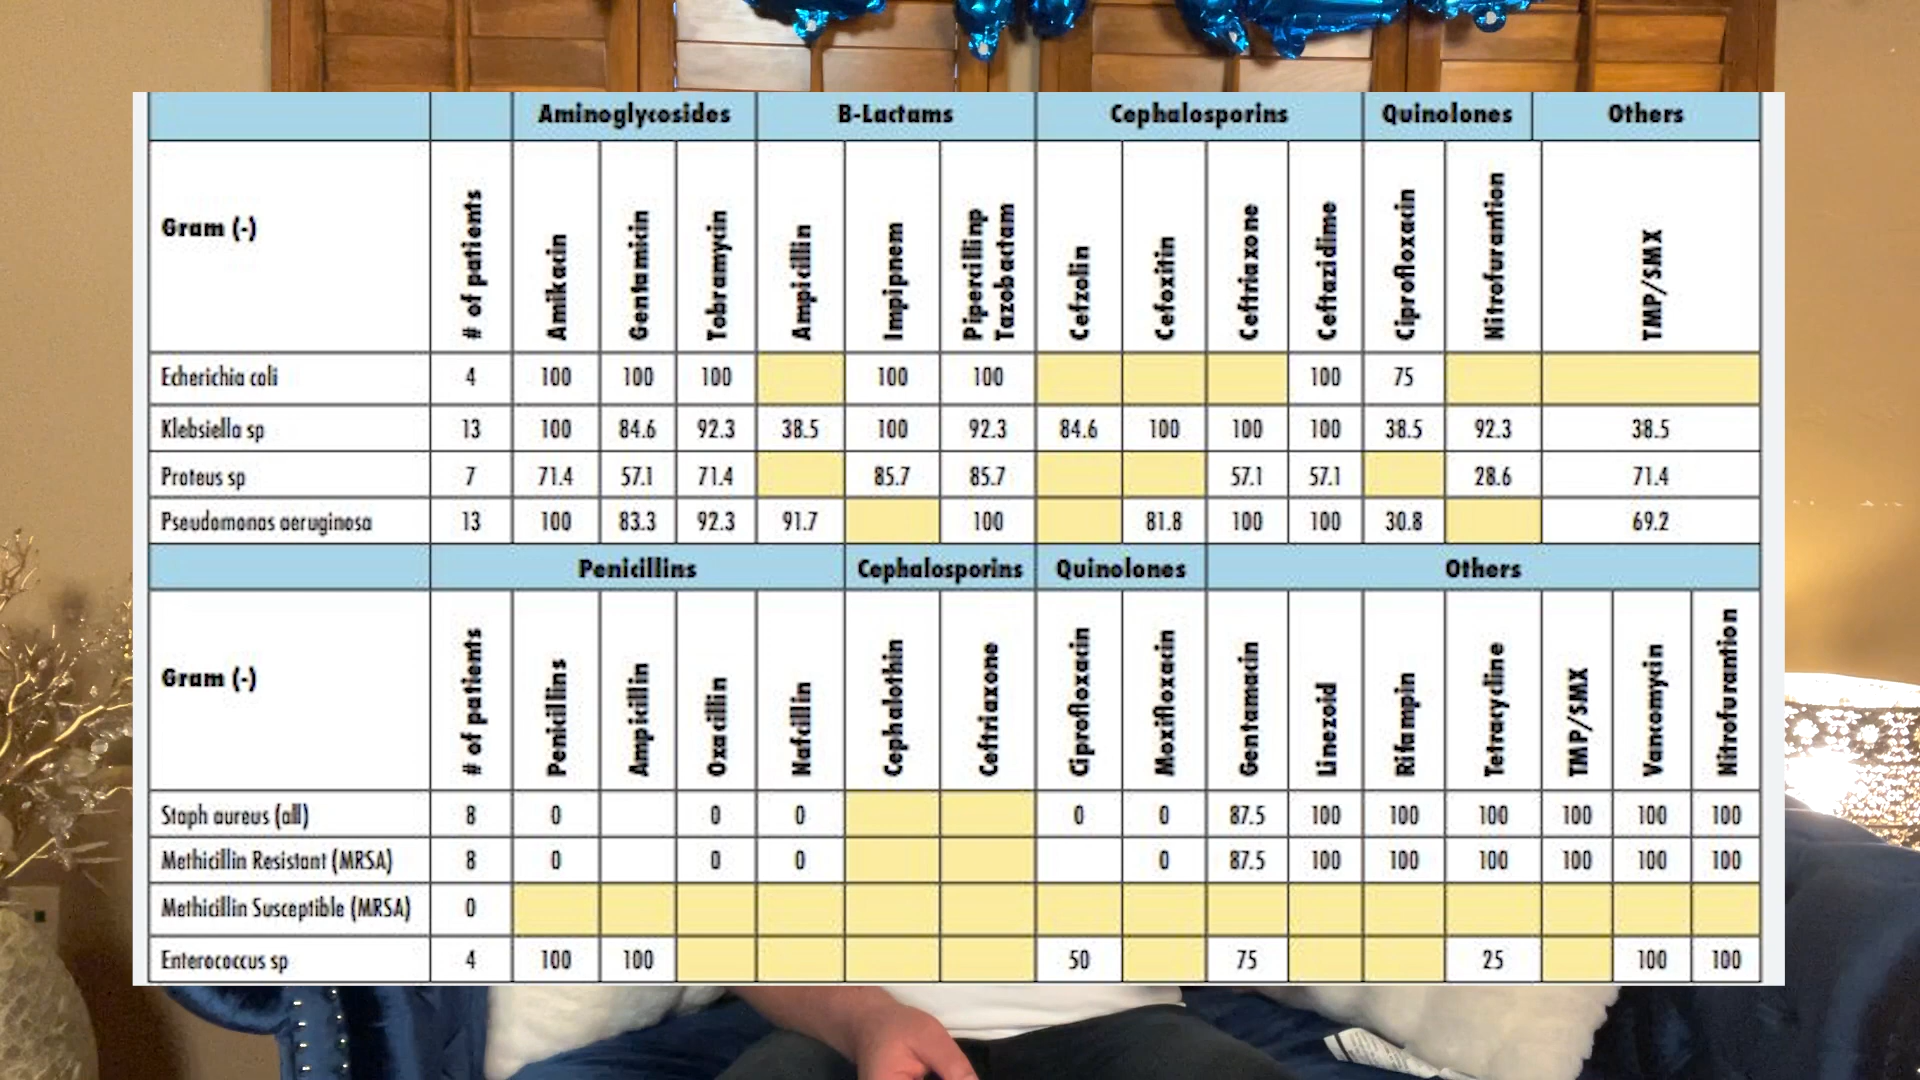 Aminoglycosides B-Lactams Cephalosporins Quinolones Others
Gram (-) # of patients Amikacin Gentamicin Tobramycin Ampicillin Impipnem Pipercillinp Tazobactam Cefzolin Cefoxitin Ceftriaxone Ceftazidine Ciprofloxacin Nitrofurantion TMP/SMX
Echerichia coli 4 100 100 100 100 100 100 75
Klebsiella sp 13 100 84.6 92.3 38.5 100 92.3 84.6 100 100 100 38.5 92.3 38.5
Proteus sp 7 71.4 57.1 71.4 85.7 85.7 57.1 57.1 28.6 71.4
Pseudomonas aeruginosa 13 100 83.3 92.3 91.7 100 81.8 100 100 30.8 69.2
Penicillins Cephalosporins Quinolones Others
Gram (-) # of patients Penicillins Ampicillin Oxacillin Nafcillin Cephalothin Ceftriaxone Ciprofloxacin Moxifloxacin Gentamacin Linezoid Rifampin Tetracycline TMP/SMX Vancomycin Nitrofurantion
Staph aureus (all) 8 0 0 0 0 0 87.5 100 100 100 100 100 100
Methicillin Resistant (MRSA) 8 0 0 0 0 87.5 100 100 100 100 100 100
Methicillin Susceptible (MRSA) 0
Enterococcus sp 4 100 100 50 75 25 100 100